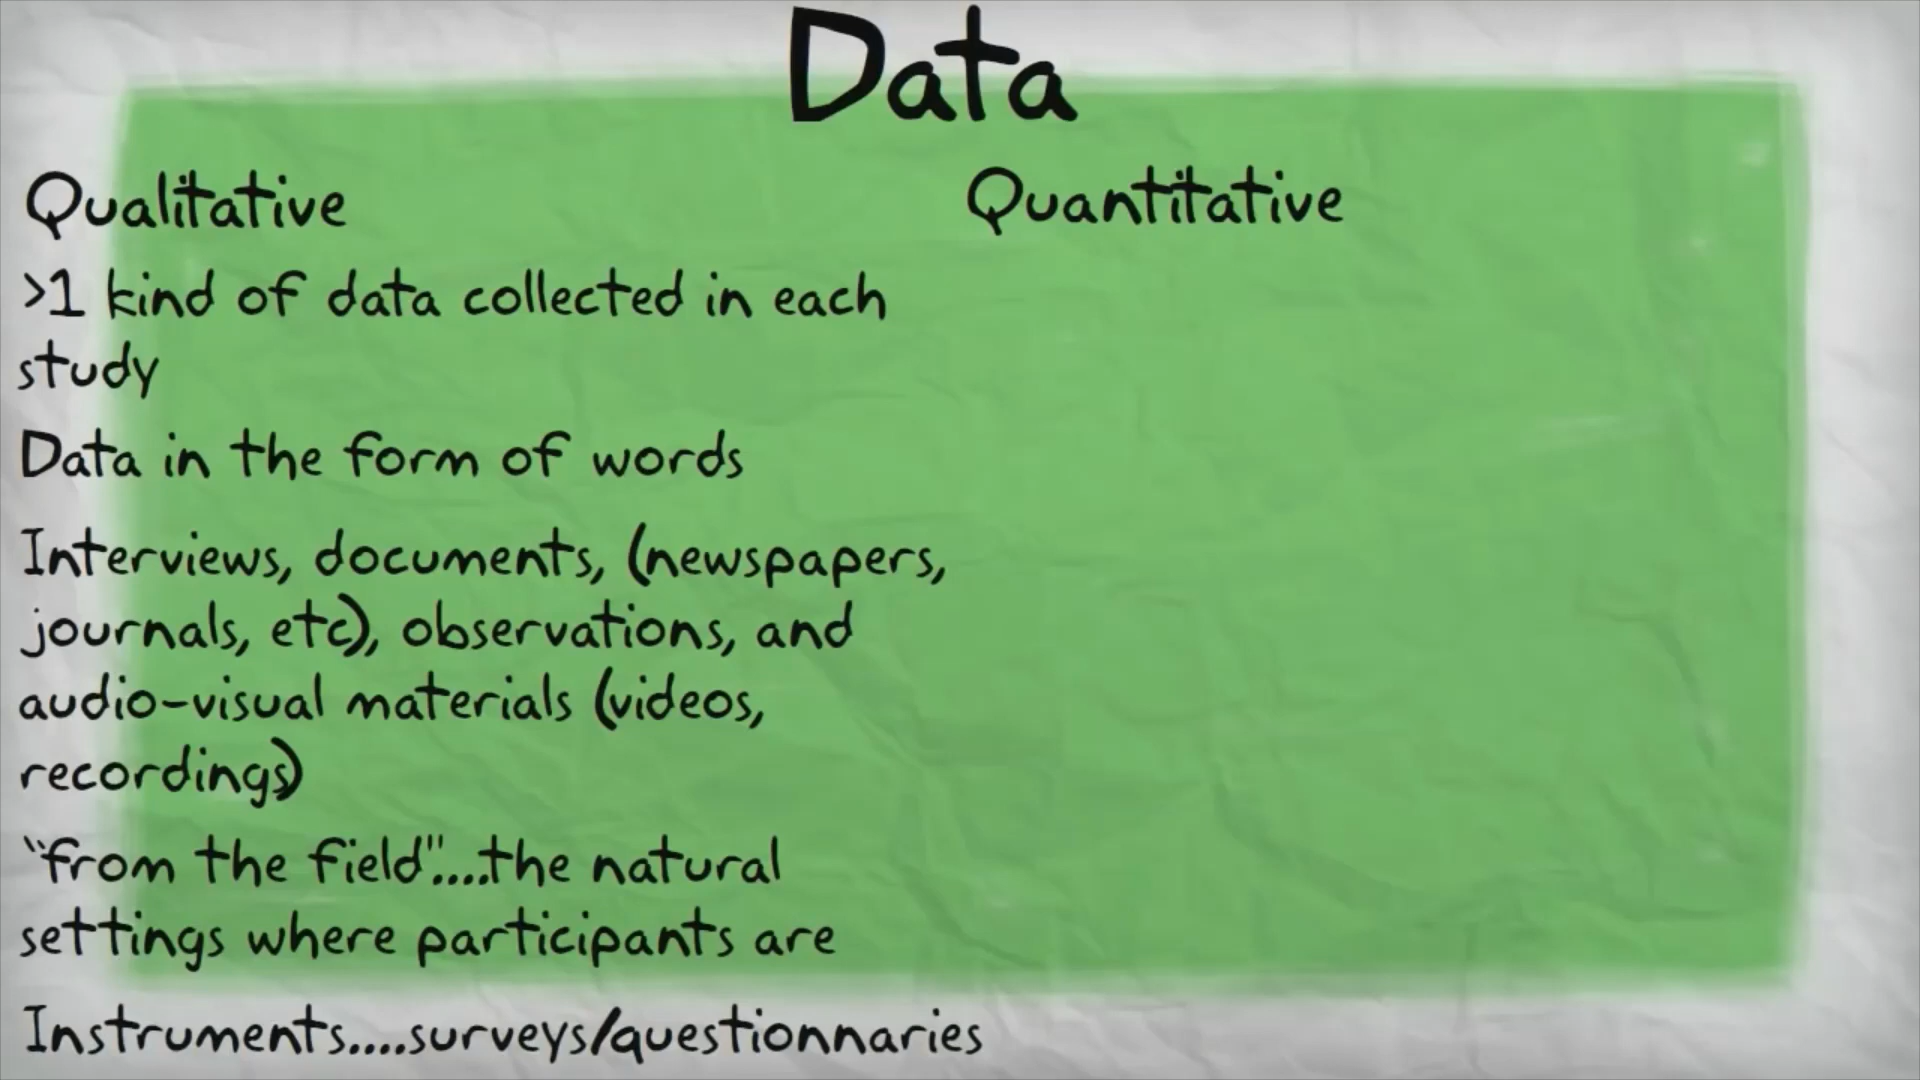 Data
Qualitative
Quantitative
>1 kind of data collected in each
study
Data in the form of words
Interviews, documents, (newspapers,
journals, etc), observations, and
audio-visual materials (videos,
recordings)
"from the field"....the natural
settings where participants are
Instruments....surveys/questionnaries